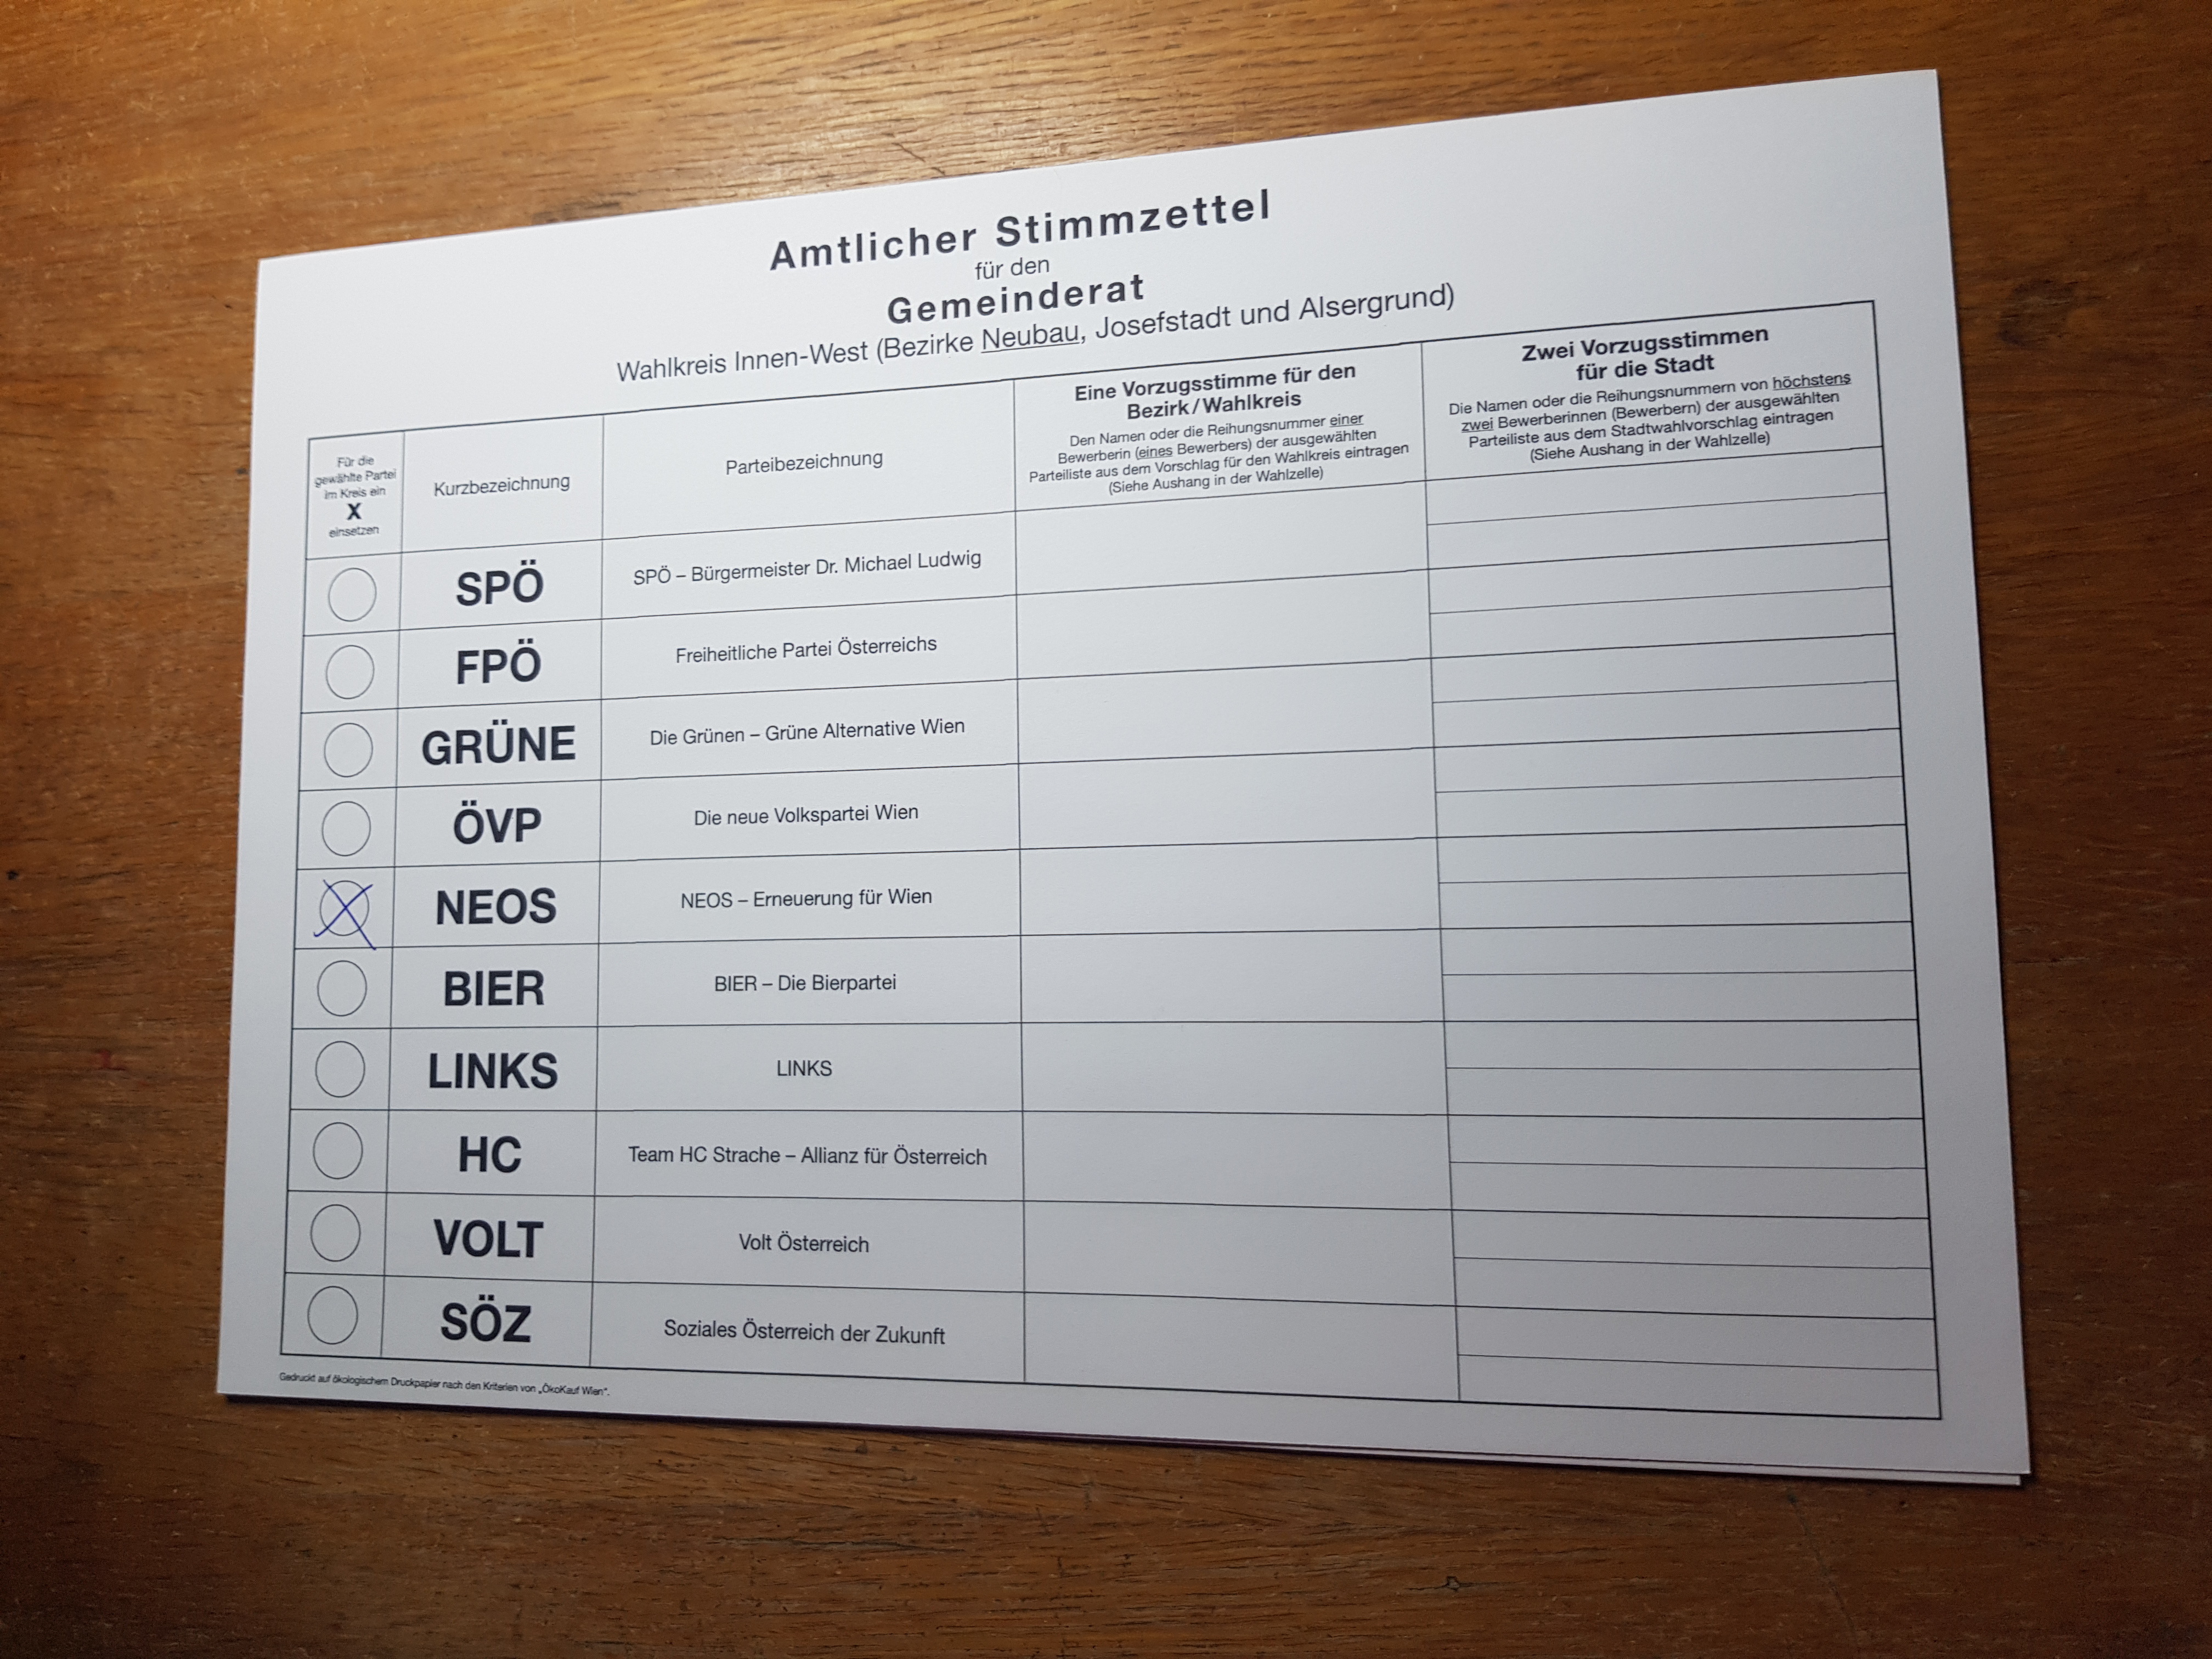 Amtlicher Stimmzettel
für den
Gemeinderat
Wahlkreis Innen-West (Bezirke Neubau, Josefstadt und Alsergrund)
Für die
gewählte Partei
im Kreis ein
X
einsetzen
Kurzbezeichnung
Parteibezeichnung
Eine Vorzugsstimme für den
Bezirk/Wahlkreis
Den Namen oder die Reihungsnummer einer
Bewerberin (eines Bewerbers) der ausgewählten
Parteiliste aus dem Vorschlag für den Wahlkreis eintragen
(Siehe Aushang in der Wahlzelle)
Zwei Vorzugsstimmen
für die Stadt
Die Namen oder die Reihungsnummern von höchstens
zwei Bewerberinnen (Bewerbern) der ausgewählten
Parteiliste aus dem Stadtwahlvorschlag eintragen
(Siehe Aushang in der Wahlzelle)
SPÖ SPÖ – Bürgermeister Dr. Michael Ludwig
FPÖ Freiheitliche Partei Österreichs
GRÜNE Die Grünen – Grüne Alternative Wien
ÖVP Die neue Volkspartei Wien
X NEOS NEOS – Erneuerung für Wien
BIER BIER – Die Bierpartei
LINKS LINKS
HC Team HC Strache – Allianz für Österreich
VOLT Volt Österreich
SÖZ Soziales Österreich der Zukunft
Gedruckt auf ökologischem Druckpapier nach den Kriterien von „ÖkoKauf Wien“.